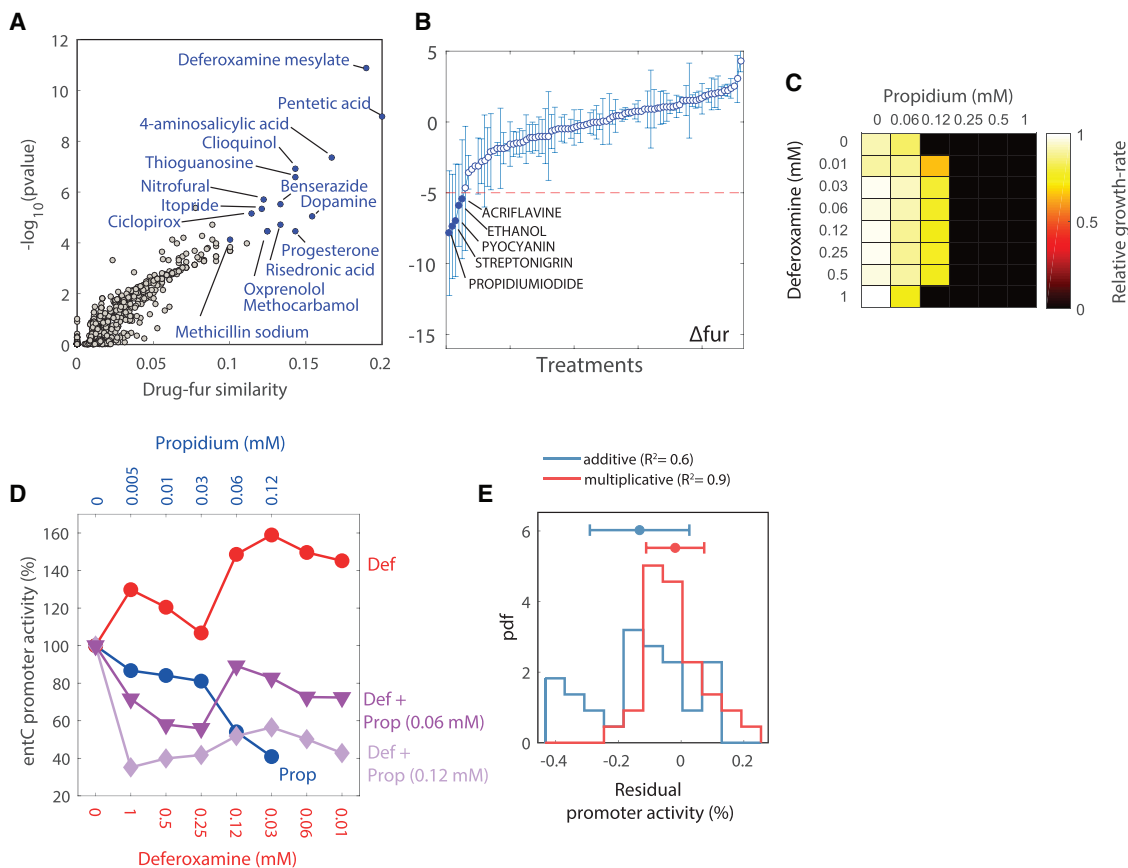 A
12
10
8
6
4
2
0
-log10(pvalue)
Deferoxamine mesylate
Pentetic acid
4-aminosalicylic acid
Clioquinol
Thioguanosine
Nitrofural
Itopride
Ciclopirox
Benserazide
Dopamine
Progesterone
Risedronic acid
Oxprenolol
Methocarbamol
Methicillin sodium
0
0.05
0.1
0.15
0.2
Drug-fur similarity
B
5
0
-5
-10
-15
ACRIFLAVINE
ETHANOL
PYOCYANIN
STREPTONIGRIN
PROPIDIUMIODIDE
Δfur
Treatments
C
Propidium (mM)
0 0.06 0.12 0.25 0.5 1
Deferoxamine (mM)
0
0.01
0.03
0.06
0.12
0.25
0.5
1
1
0.5
0
Relative growth-rate
D
Propidium (mM)
0 0.005 0.01 0.03 0.06 0.12
entC promoter activity (%)
160
140
120
100
80
60
40
20
Def
Def +
Prop (0.06 mM)
Def +
Prop (0.12 mM)
Prop
0 1 0.5 0.25 0.12 0.03 0.06 0.01
Deferoxamine (mM)
additive (R2= 0.6)
multiplicative (R2= 0.9)
E
6
4
2
0
pdf
-0.4 -0.2 0 0.2
Residual
promoter activity (%)